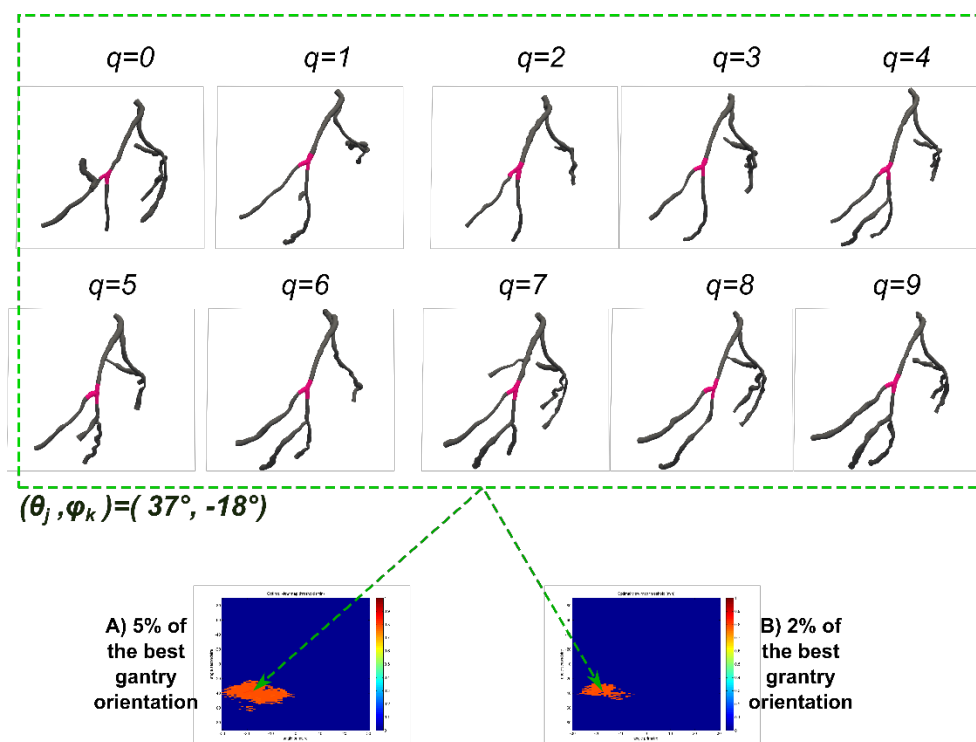 q=0 q=1 q=2 q=3 q=4
q=5 q=6 q=7 q=8 q=9
(θj ,φk )=( 37°, -18°)
A) 5% of
the best
gantry
orientation
B) 2% of
the best
grantry
orientation